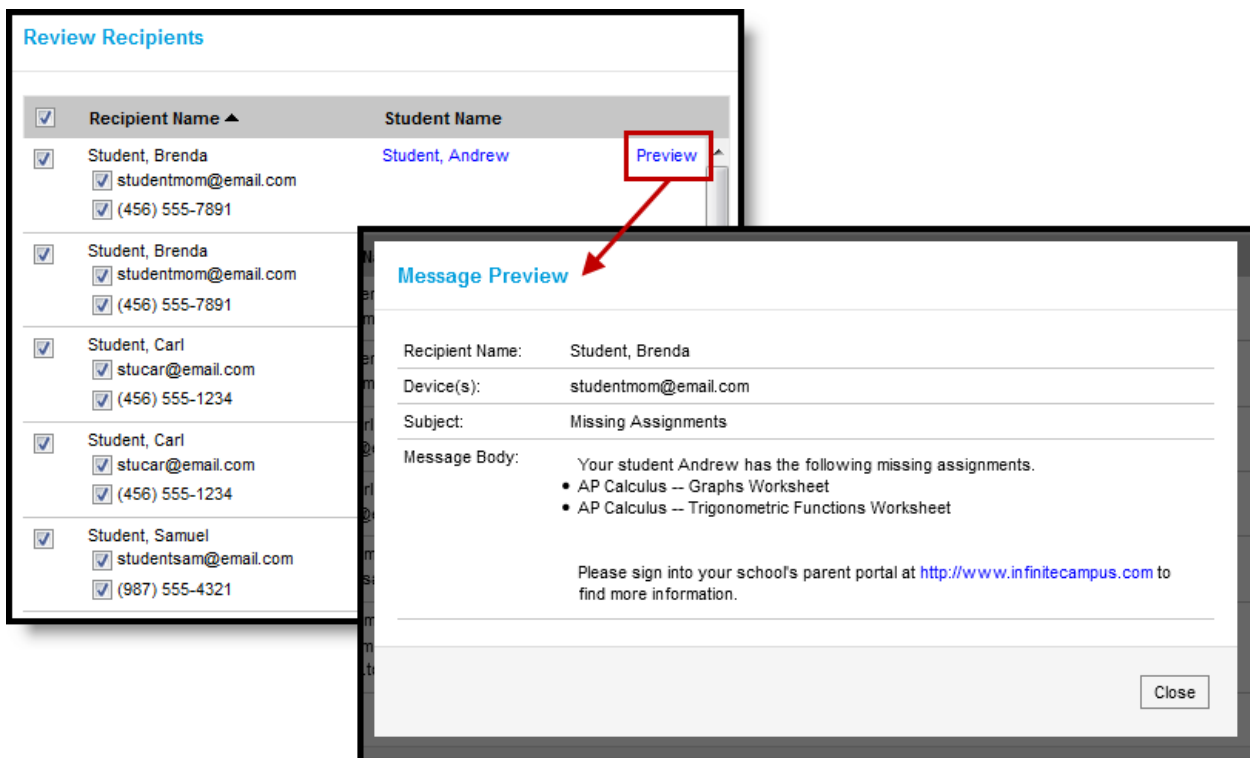 Review Recipients
Recipient Name Student Name
Student, Brenda Student, Andrew Preview
studentmom@email.com
(456) 555-7891
Student, Brenda
studentmom@email.com
(456) 555-7891
Student, Carl
stucar@email.com
(456) 555-1234
Student, Carl
stucar@email.com
(456) 555-1234
Student, Samuel
studentsam@email.com
(987) 555-4321
Message Preview
Recipient Name: Student, Brenda
Device(s): studentmom@email.com
Subject: Missing Assignments
Message Body: Your student Andrew has the following missing assignments.
• AP Calculus -- Graphs Worksheet
• AP Calculus -- Trigonometric Functions Worksheet
Please sign into your school's parent portal at http://www.infinitecampus.com to
find more information.
Close